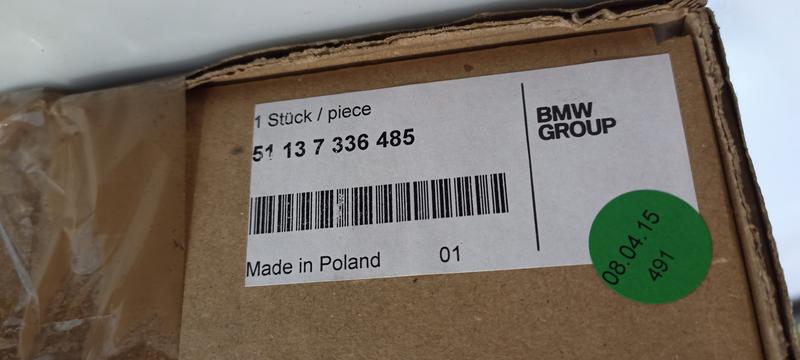 1 Stück / piece
51 13 7 336 485
Made in Poland 01
BMW
GROUP
08.04.15
491